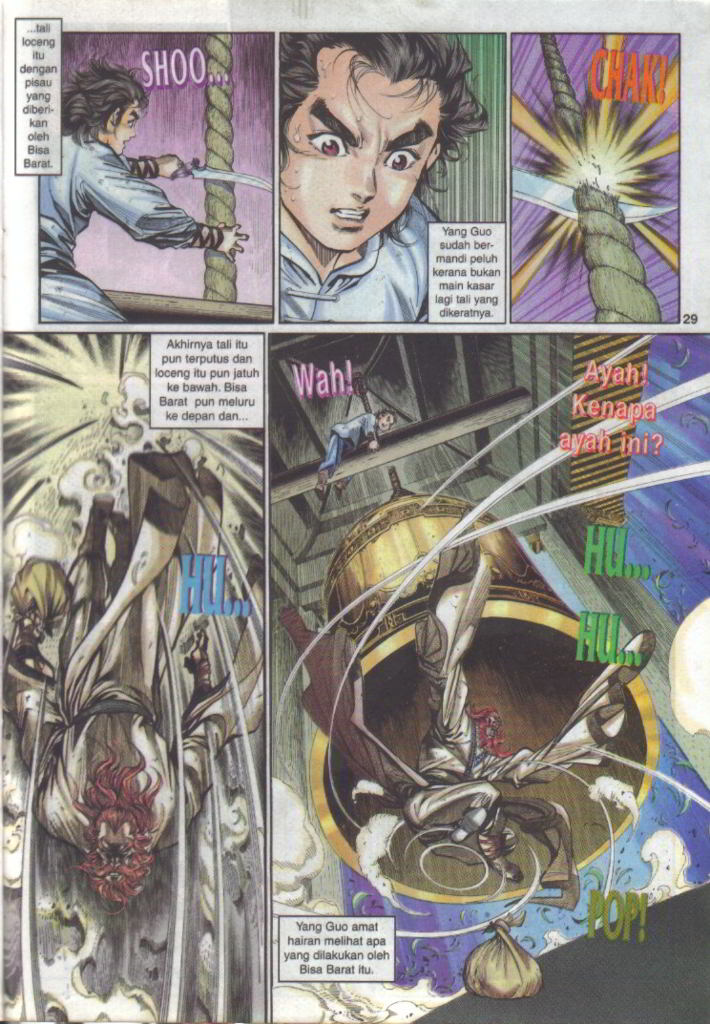 ...tali
loceng
itu
dengan
pisau
yang
diberi-
kan
oleh
Bisa
Barat.
SHOO...
Yang Guo
sudah ber-
mandi peluh
kerana bukan
main kasar
lagi tali yang
dikeratnya.
CHAK!
29
Akhirnya tali itu
pun terputus dan
loceng itu pun jatuh
ke bawah. Bisa
Barat pun meluru
ke depan dan...
HU...
Wah!
Ayah!
Kenapa
ayah ini?
HU...
HU...
POP!
Yang Guo amat
hairan melihat apa
yang dilakukan oleh
Bisa Barat itu.